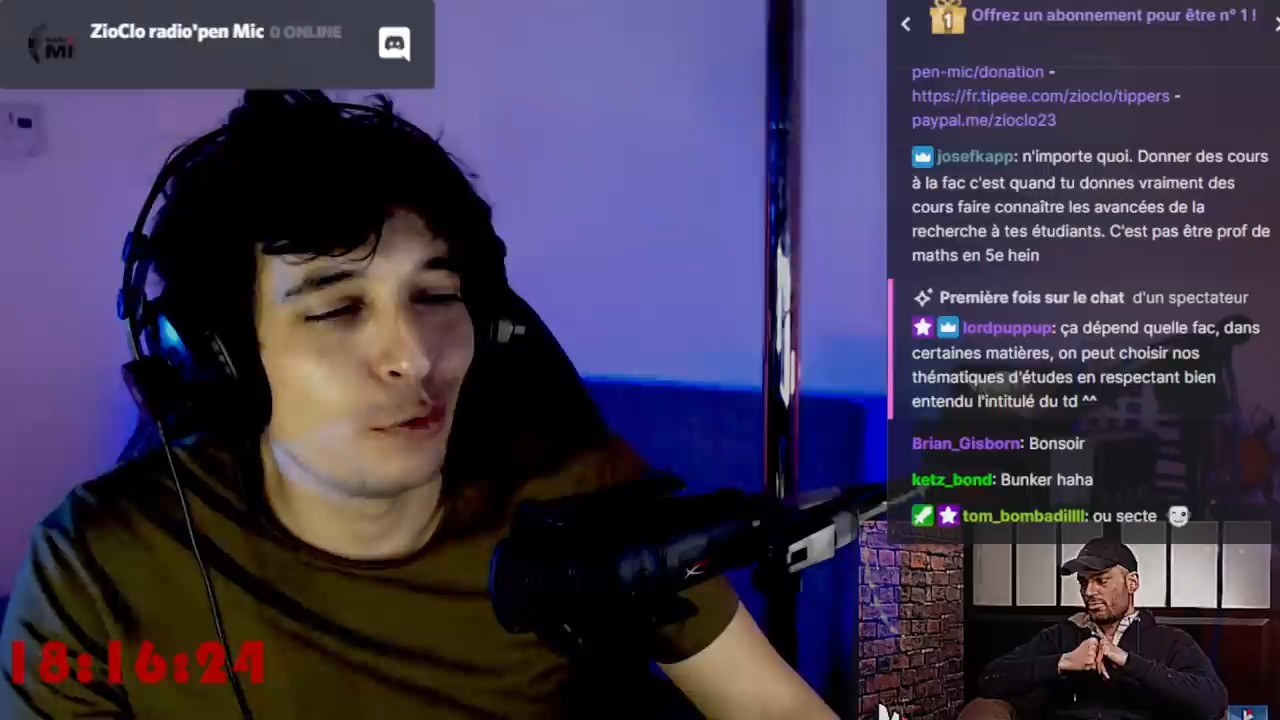 ZioClo radio'pen Mic 0 ONLINE
MI
18:16:24
1
Offrez un abonnement pour être n° 1 !
pen-mic/donation -
https://fr.tipeee.com/zioclo/tippers -
paypal.me/zioclo23
josefkapp: n'importe quoi. Donner des cours
à la fac c'est quand tu donnes vraiment des
cours faire connaître les avancées de la
recherche à tes étudiants. C'est pas être prof de
maths en 5e hein
Première fois sur le chat d'un spectateur
lordpuppup: ça dépend quelle fac, dans
certaines matières, on peut choisir nos
thématiques d'études en respectant bien
entendu l'intitulé du td ^^
Brian_Gisborn: Bonsoir
ketz_bond: Bunker haha
tom_bombadillll: ou secte